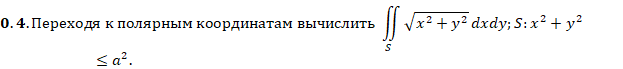 0.4.Переходя к полярным координатам вычислить ∬_S √(x² + y²) dxdy; S: x² + y²
≤ a².